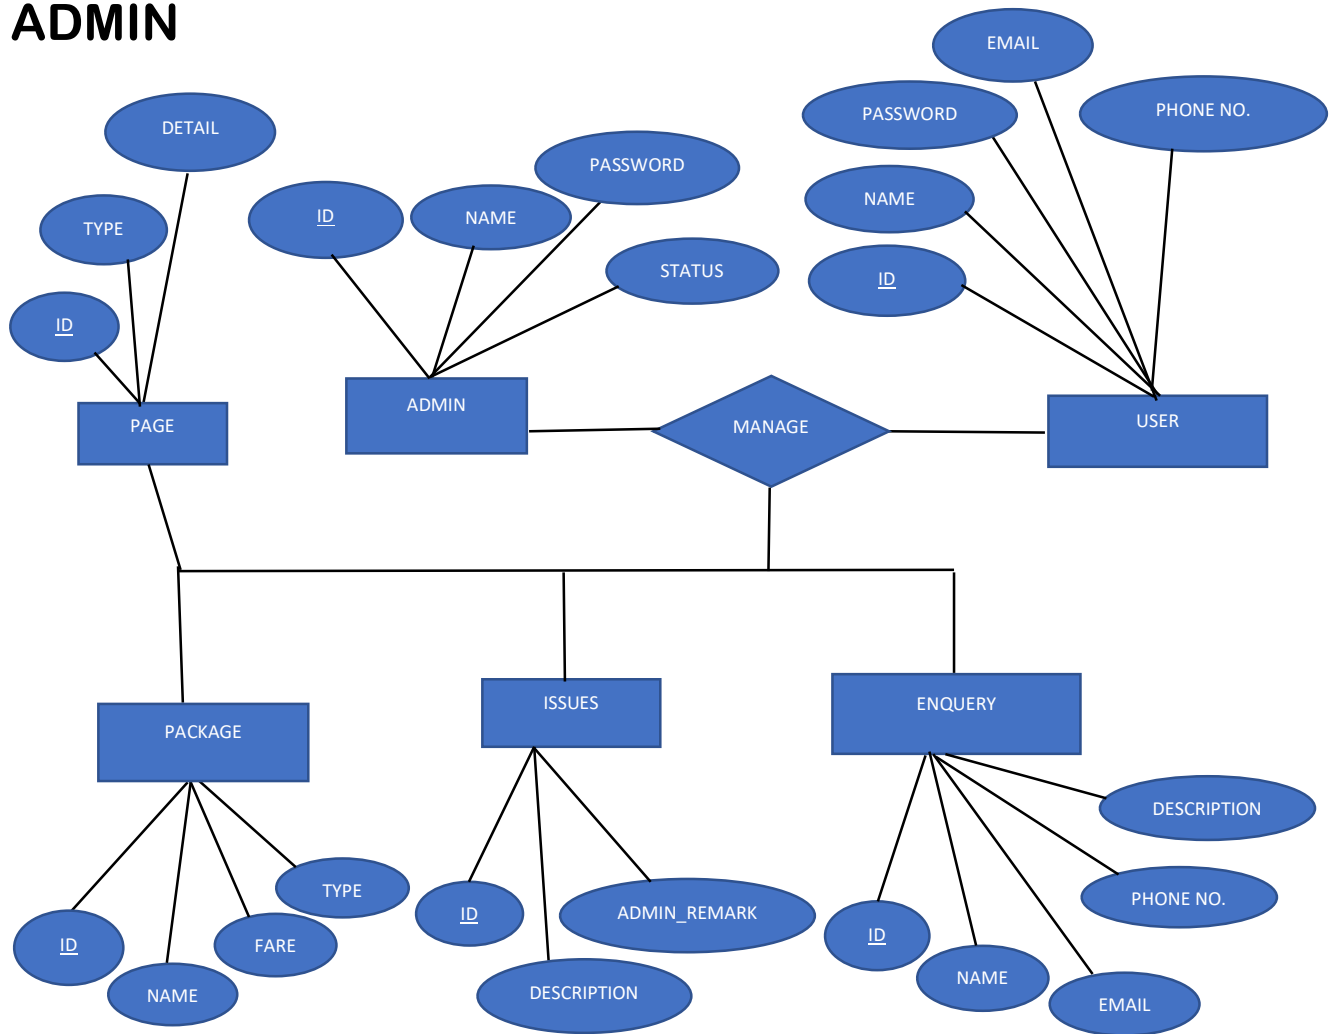 ADMIN
EMAIL
PASSWORD
PHONE NO.
DETAIL
PASSWORD
NAME
ID
NAME
TYPE
STATUS
ID
ID
ADMIN
PAGE
MANAGE
USER
PACKAGE
ISSUES
ENQUERY
DESCRIPTION
TYPE
PHONE NO.
ID
ADMIN_REMARK
ID
FARE
ID
NAME
NAME
DESCRIPTION
EMAIL